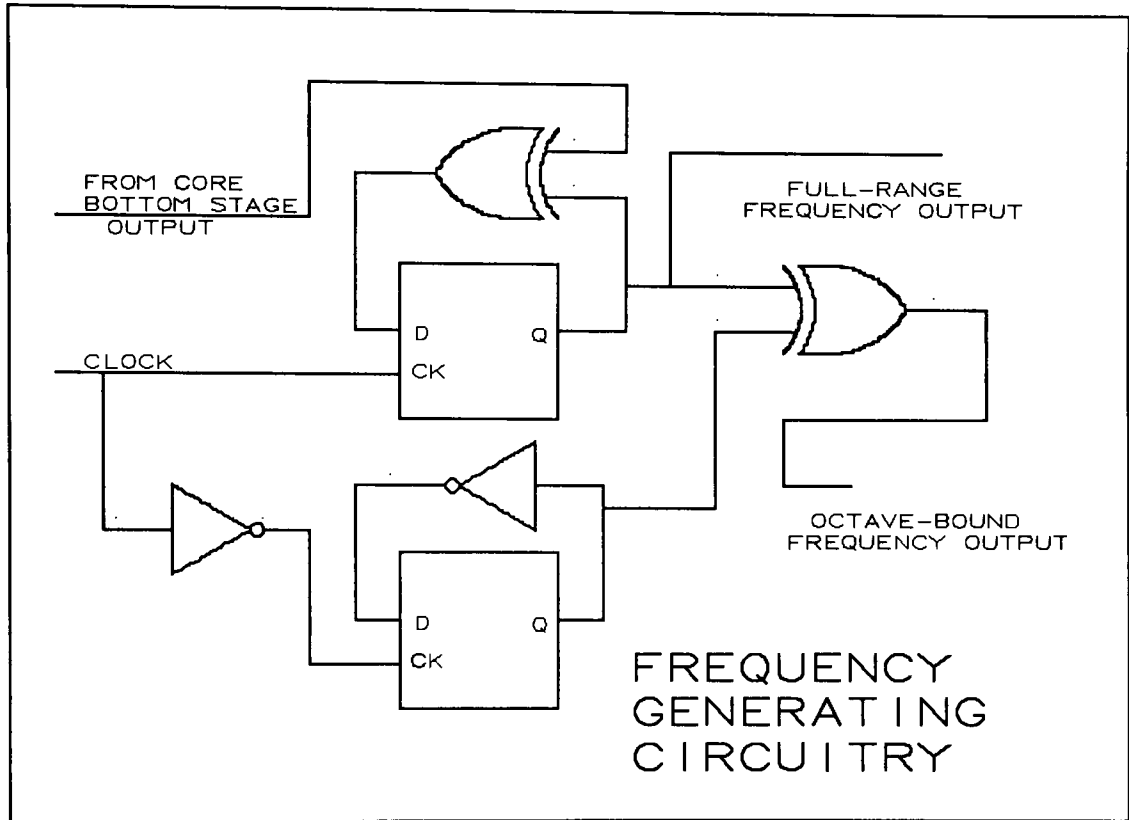 FROM CORE
BOTTOM STAGE
OUTPUT
FULL-RANGE
FREQUENCY OUTPUT
D
Q
CK
CLOCK
OCTAVE-BOUND
FREQUENCY OUTPUT
D
Q
CK
FREQUENCY
GENERATING
CIRCUITRY